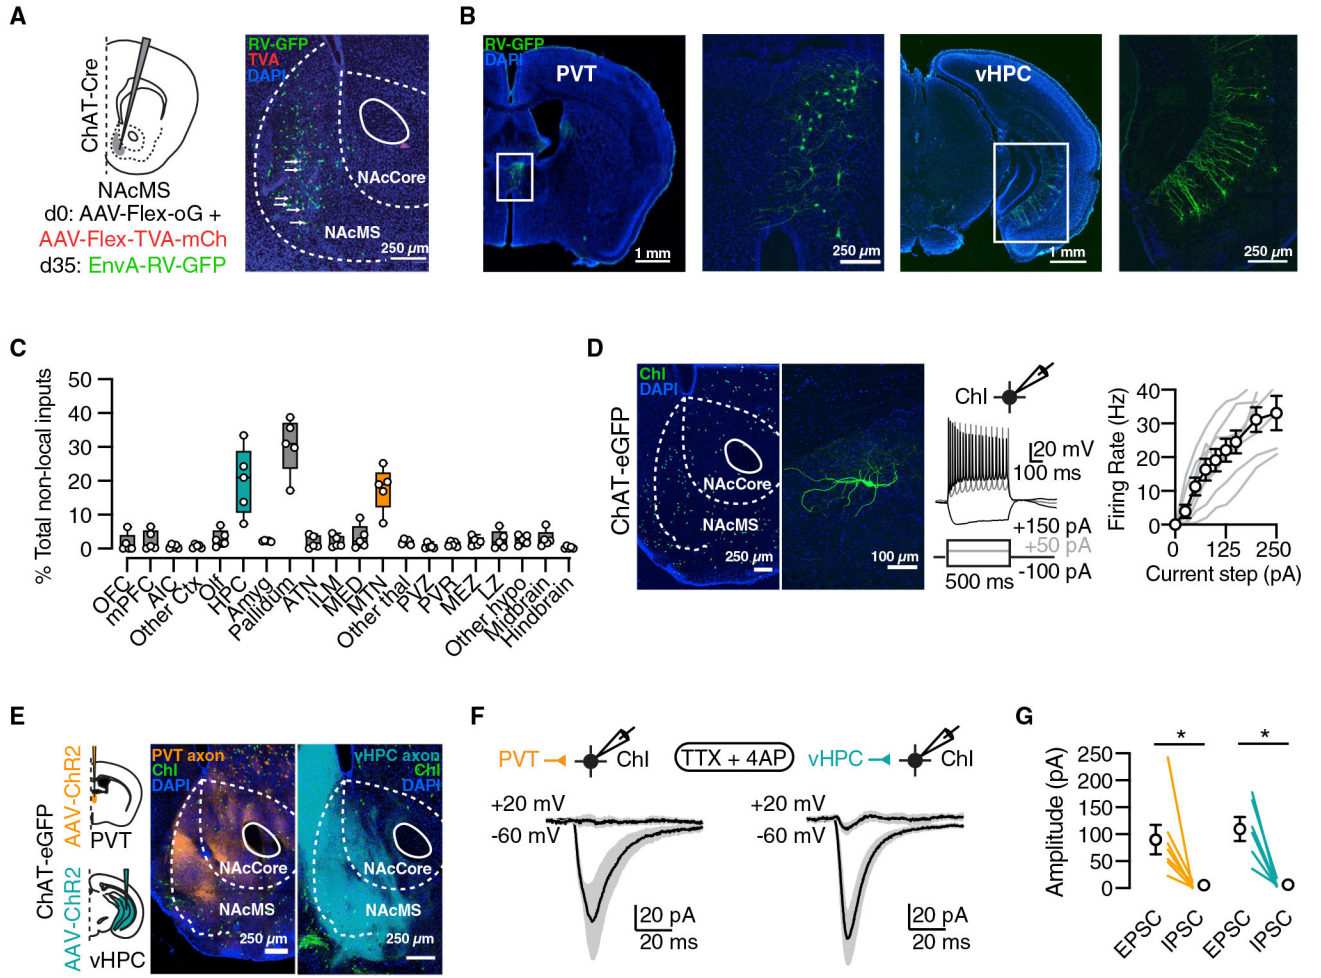 A
ChAT-Cre
NAcMS
d0: AAV-Flex-oG +
AAV-Flex-TVA-mCh
d35: EnvA-RV-GFP
RV-GFP
TVA
DAPI
NAcCore
NAcMS
250 µm
B
RV-GFP
DAPI
PVT
1 mm
250 µm
vHPC
1 mm
250 µm
C
% Total non-local inputs
50
40
30
20
10
0
OFC
mPFC
AIC
Other Ctx
Olf
HPC
Amyg
Pallidum
ATN
ILM
MED
MTN
Other thal
PVZ
PVR
MEZ
LZ
Other hypo
Midbrain
Hindbrain
D
ChAT-eGFP
ChI
DAPI
NAcCore
NAcMS
250 µm
100 µm
ChI
20 mV
100 ms
+150 pA
+50 pA
-100 pA
500 ms
Firing Rate (Hz)
40
30
20
10
0
0
125
250
Current step (pA)
E
ChAT-eGFP
AAV-ChR2
PVT
AAV-ChR2
vHPC
PVT axon
ChI
DAPI
NAcCore
NAcMS
250 µm
vHPC axon
ChI
DAPI
NAcCore
NAcMS
250 µm
F
PVT
ChI
TTX + 4AP
vHPC
ChI
+20 mV
-60 mV
20 pA
20 ms
+20 mV
-60 mV
20 pA
20 ms
G
Amplitude (pA)
250
200
150
100
50
0
*
*
EPSC
IPSC
EPSC
IPSC